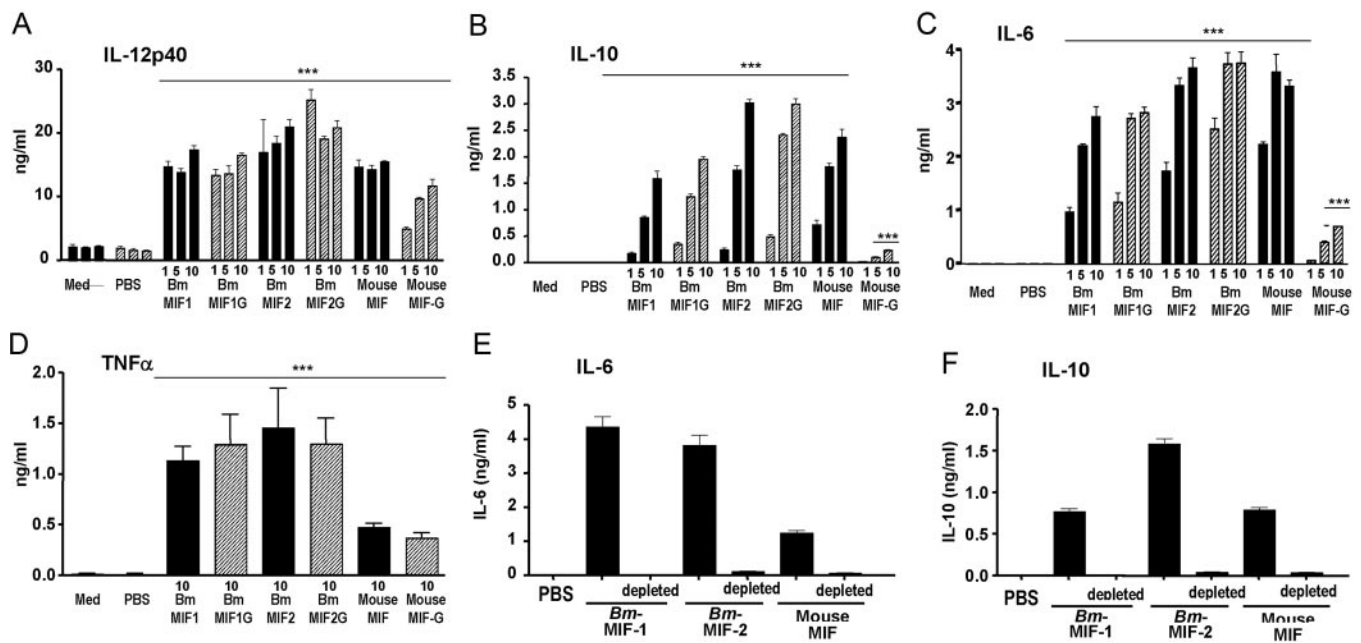 A
IL-12p40
***
30
20
10
0
ng/ml
1 5 10 1 5 10 1 5 10 1 5 10 1 5 10 1 5 10
Med PBS Bm MIF1 Bm MIF1G Bm MIF2 Bm MIF2G Mouse MIF Mouse MIF-G
B
IL-10
***
3.5
3.0
2.5
2.0
1.5
1.0
0.5
0.0
ng/ml
***
1 5 10 1 5 10 1 5 10 1 5 10 1 5 10 1 5 10
Med PBS Bm MIF1 Bm MIF1G Bm MIF2 Bm MIF2G Mouse MIF Mouse MIF-G
C
IL-6
***
4
3
2
1
0
ng/ml
***
1 5 10 1 5 10 1 5 10 1 5 10 1 5 10 1 5 10
Med PBS Bm MIF1 Bm MIF1G Bm MIF2 Bm MIF2G Mouse MIF Mouse MIF-G
D
TNFα
***
2.0
1.5
1.0
0.5
0.0
ng/ml
10 10 10 10 10 10
Med PBS Bm MIF1 Bm MIF1G Bm MIF2 Bm MIF2G Mouse MIF Mouse MIF-G
E
IL-6
5
4
3
2
1
0
IL-6 (ng/ml)
PBS depleted depleted depleted
Bm-MIF-1 Bm-MIF-2 Mouse MIF
F
IL-10
2.0
1.5
1.0
0.5
0.0
IL-10 (ng/ml)
PBS depleted depleted depleted
Bm-MIF-1 Bm-MIF-2 Mouse MIF